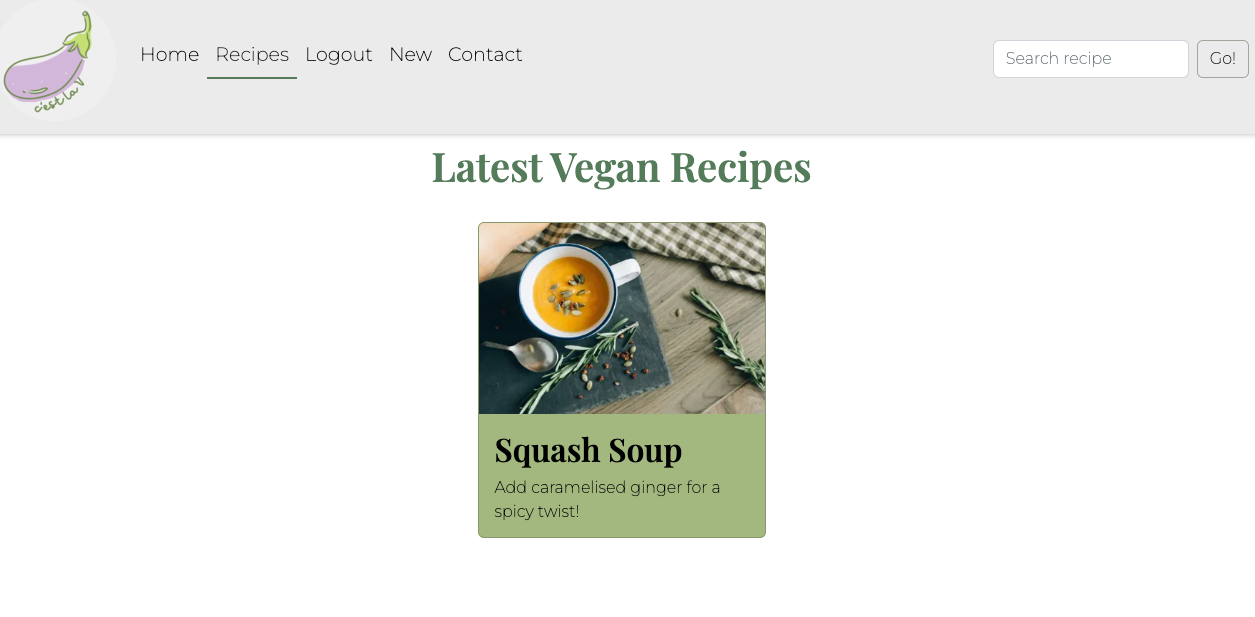 c'est la V
Home Recipes Logout New Contact
Search recipe Go!
Latest Vegan Recipes
Squash Soup
Add caramelised ginger for a
spicy twist!